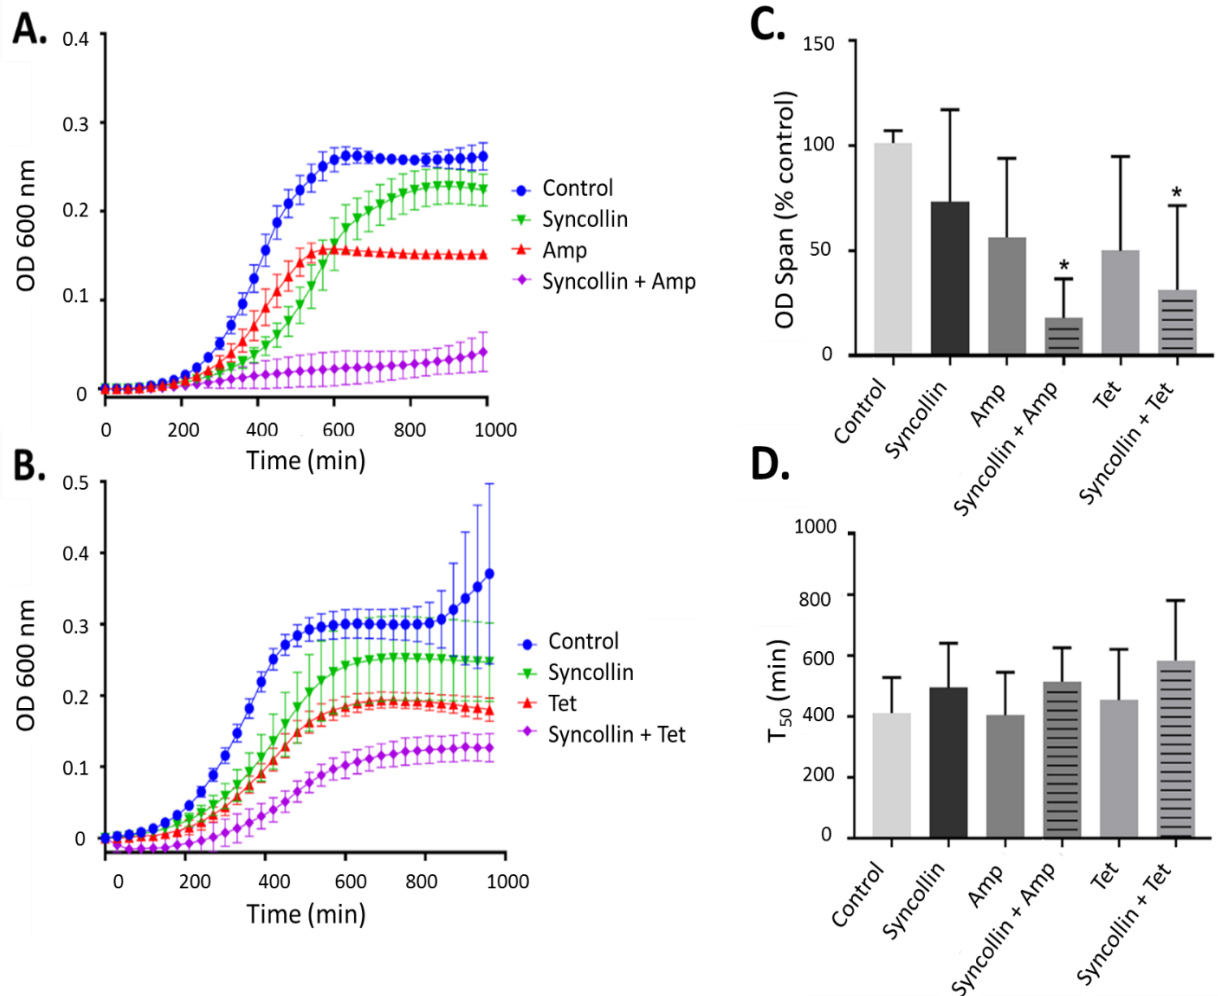 A.
0.4
0.3
0.2
0.1
0
OD 600 nm
0 200 400 600 800 1000
Time (min)
Control
Syncollin
Amp
Syncollin + Amp
B.
0.5
0.4
0.3
0.2
0.1
0
OD 600 nm
0 200 400 600 800 1000
Time (min)
Control
Syncollin
Tet
Syncollin + Tet
C.
150
100
50
0
OD Span (% control)
*
*
Control
Syncollin
Amp
Syncollin + Amp
Tet
Syncollin + Tet
D.
1000
800
600
400
200
0
T50 (min)
Control
Syncollin
Amp
Syncollin + Amp
Tet
Syncollin + Tet